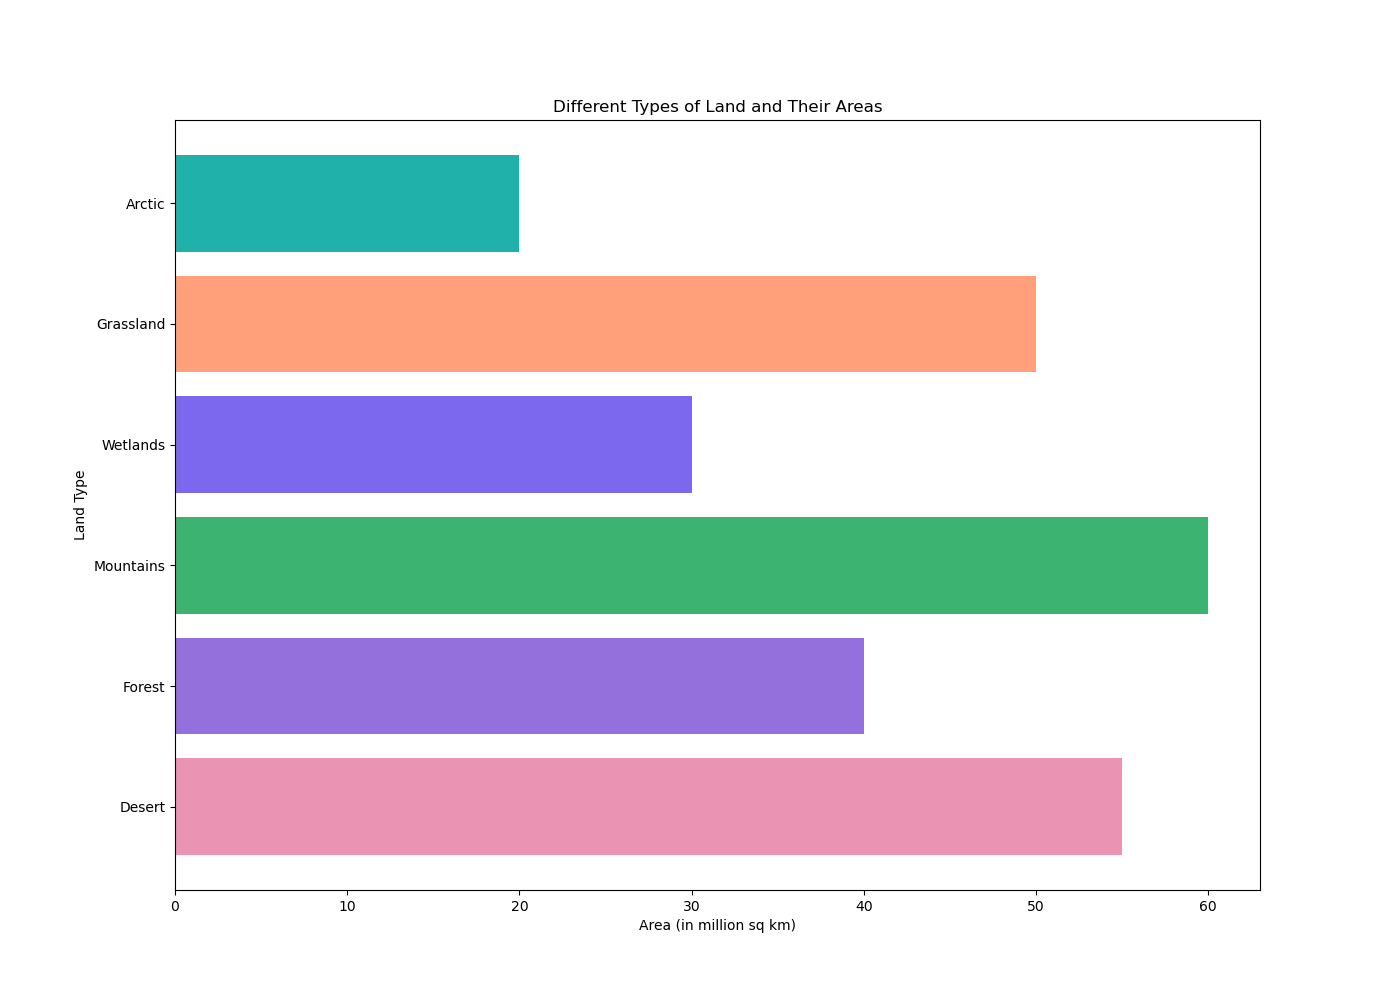 Different Types of Land and Their Areas
Arctic
Grassland
Wetlands
Mountains
Forest
Desert
Land Type
0 10 20 30 40 50 60
Area (in million sq km)